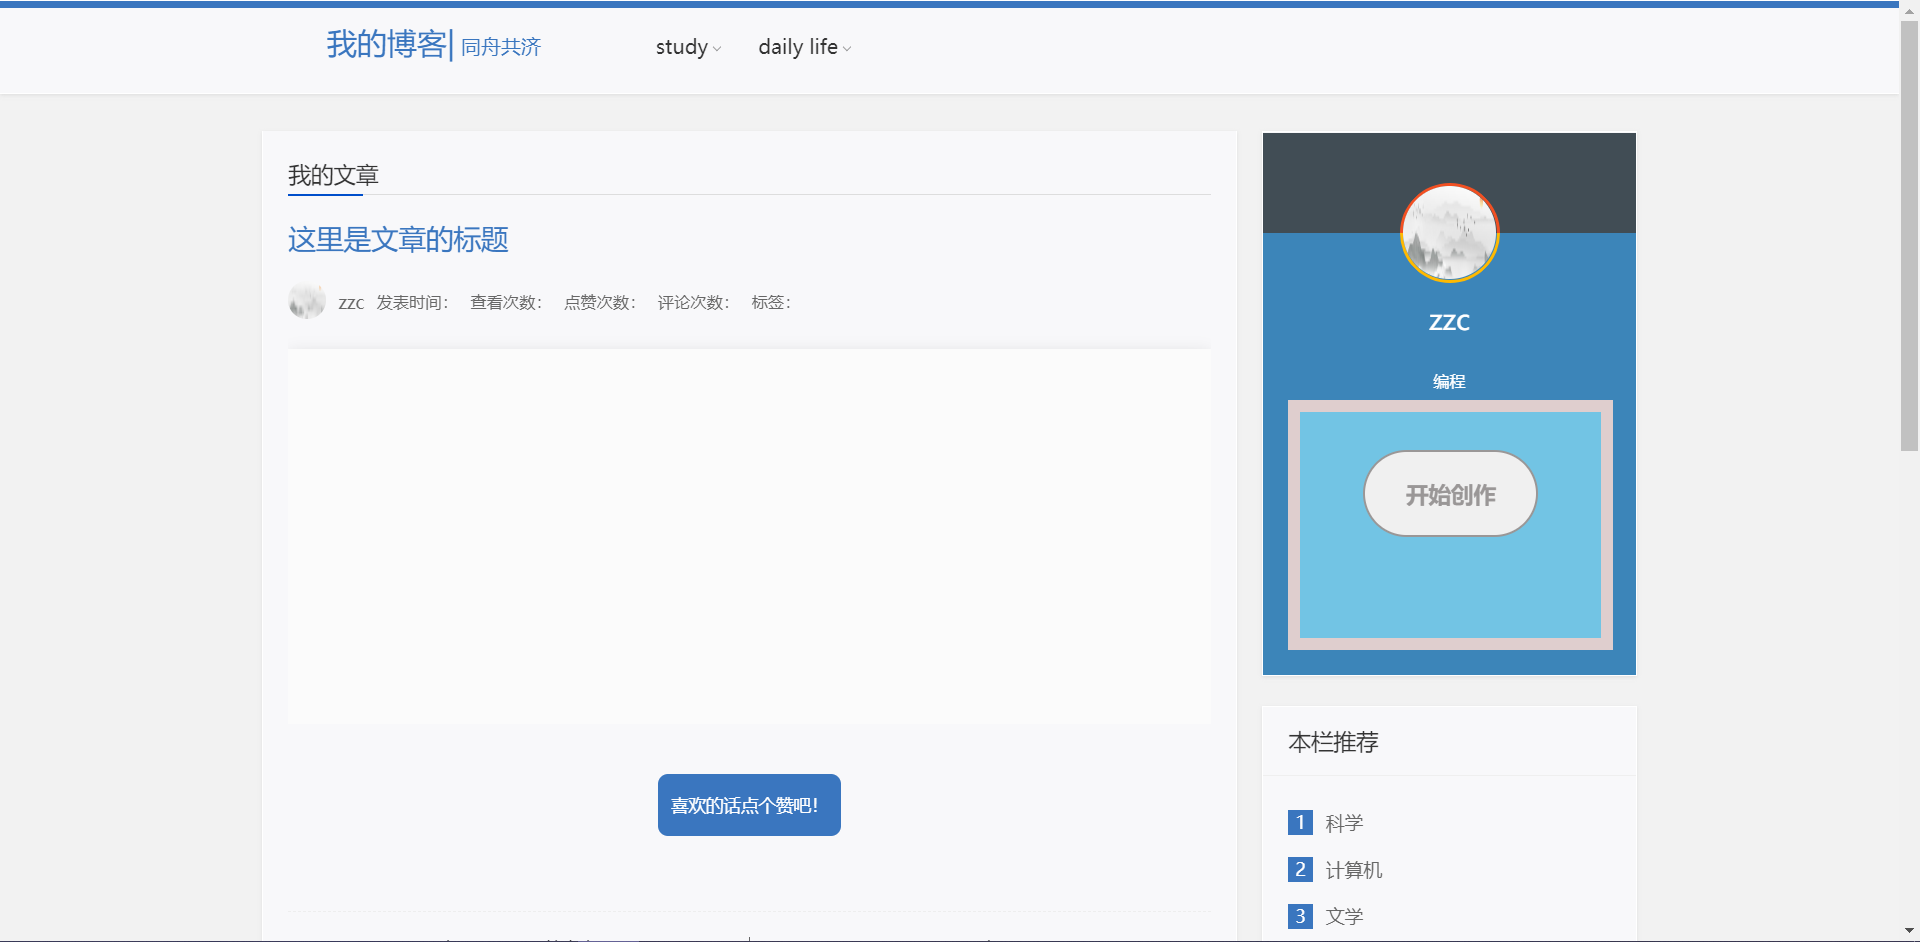 我的博客| 同舟共济
study
daily life
我的文章
这里是文章的标题
zzc 发表时间： 查看次数： 点赞次数： 评论次数： 标签：
喜欢的话点个赞吧！
ZZC
编程
开始创作
本栏推荐
1 科学
2 计算机
3 文学